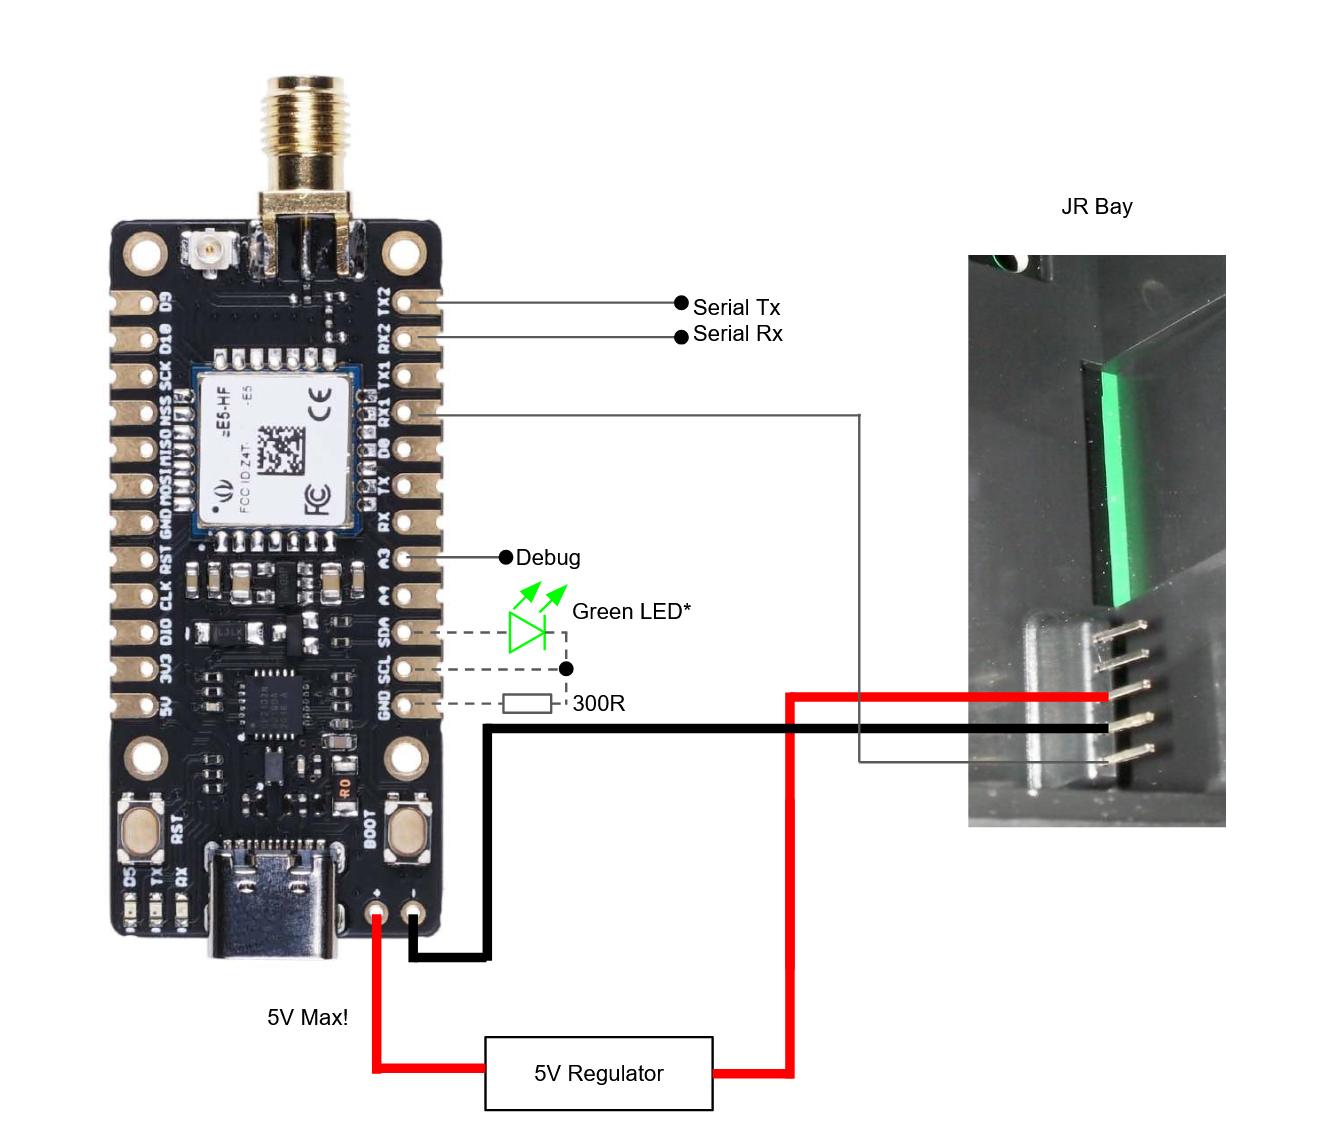 JR Bay
Serial Tx
Serial Rx
Debug
Green LED*
300R
5V Max!
5V Regulator
D9
D10
SCK
NSS
MISO
MOSI
GND
RST
CLK
DIO
3V3
5V
TX2
RX2
TX1
RX1
D0
TX
RX
A3
A4
SDA
SCL
GND
E5-HF
-E5
FCC ID Z4T
CE
FC
R0
RST
BOOT
D5
TX
RX
+
-